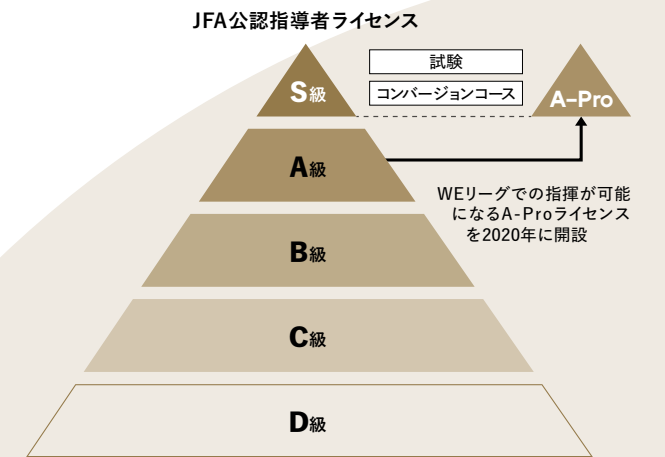 JFA公認指導者ライセンス
S級
試験
コンバージョンコース
A-Pro
A級
WEリーグでの指揮が可能
になるA-Proライセンス
を2020年に開設
B級
C級
D級